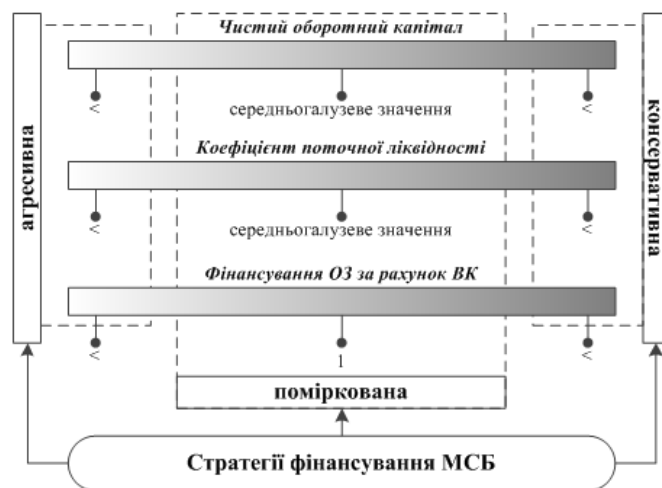 Чистий оборотний капітал
<
середньогалузеве значення
<
Коефіцієнт поточної ліквідності
<
середньогалузеве значення
<
Фінансування ОЗ за рахунок ВК
<
1
<
агресивна
консервативна
поміркована
Стратегії фінансування МСБ